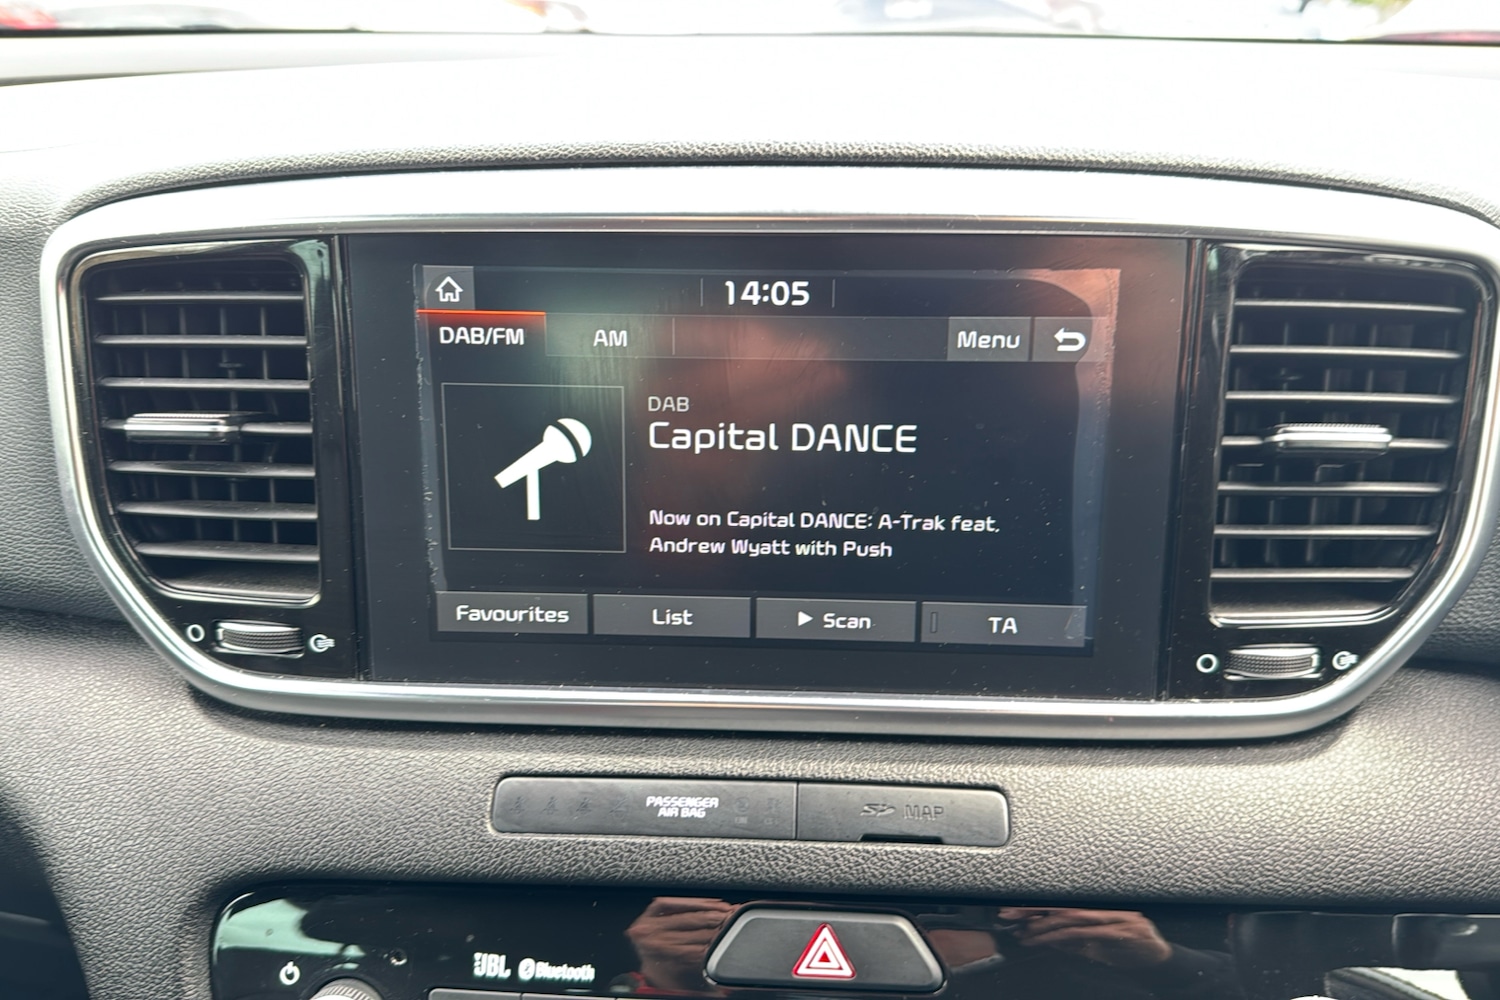 14:05
DAB/FM AM Menu
DAB
Capital DANCE
Now on Capital DANCE: A-Trak feat.
Andrew Wyatt with Push
Favourites List Scan TA
PASSENGER
AIR BAG
MAP
JBL Bluetooth